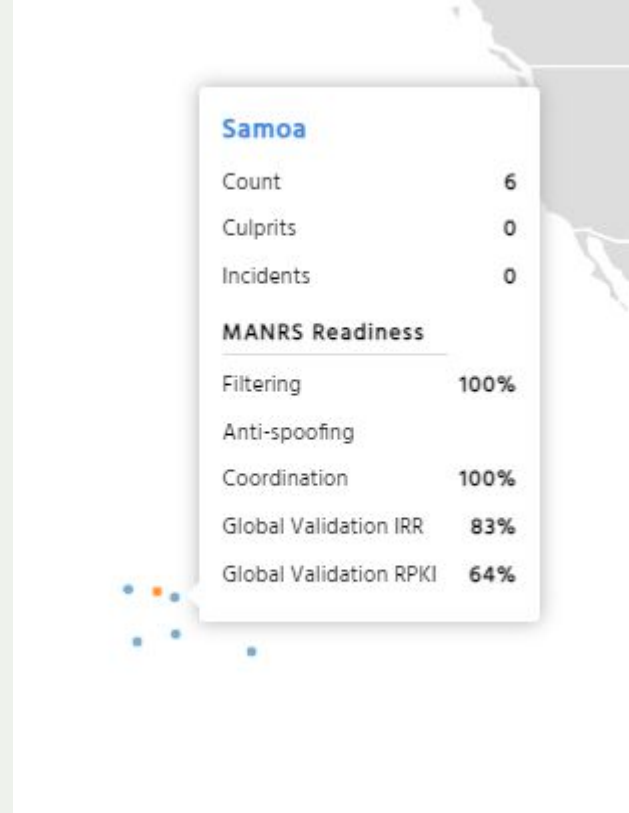 Samoa
Count 6
Culprits 0
Incidents 0
MANRS Readiness
Filtering 100%
Anti-spoofing
Coordination 100%
Global Validation IRR 83%
Global Validation RPKI 64%